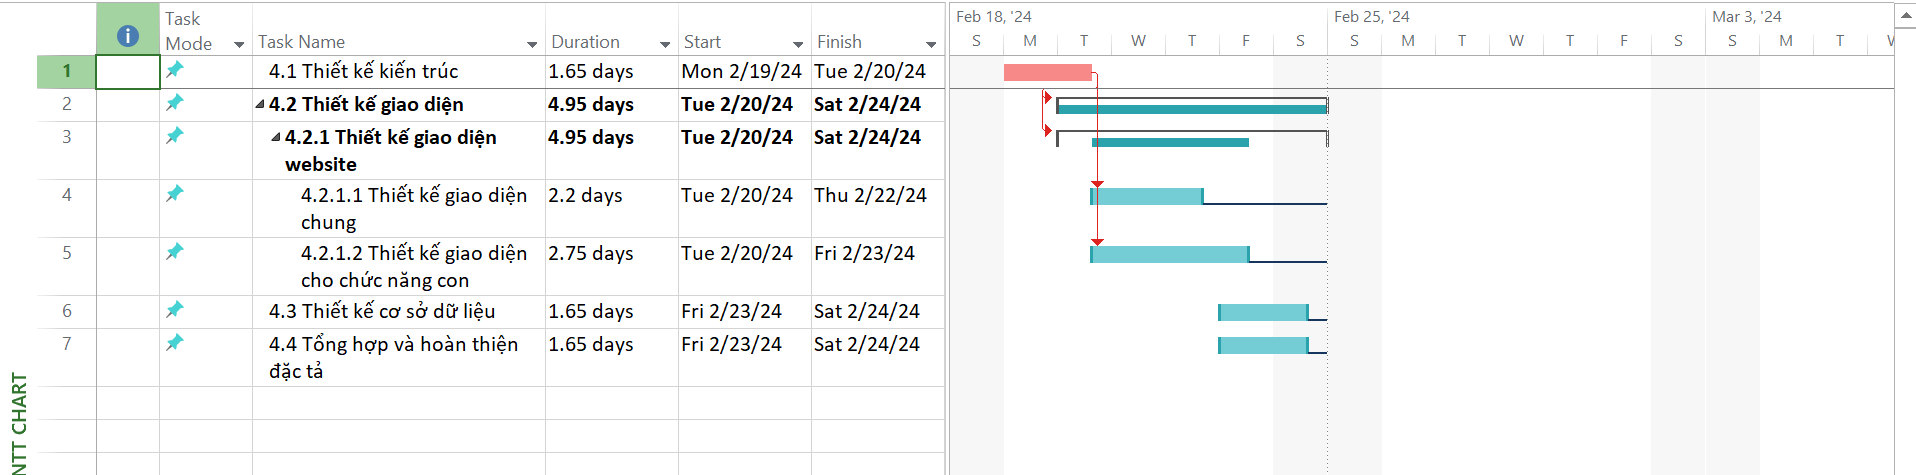 Feb 18, '24 Feb 25, '24 Mar 3, '24
Task Mode Task Name Duration Start Finish S M T W T F S S M T W T F S S M T W
1 4.1 Thiết kế kiến trúc 1.65 days Mon 2/19/24 Tue 2/20/24
2 4.2 Thiết kế giao diện 4.95 days Tue 2/20/24 Sat 2/24/24
3 4.2.1 Thiết kế giao diện 4.95 days Tue 2/20/24 Sat 2/24/24
website
4 4.2.1.1 Thiết kế giao diện 2.2 days Tue 2/20/24 Thu 2/22/24
chung
5 4.2.1.2 Thiết kế giao diện 2.75 days Tue 2/20/24 Fri 2/23/24
cho chức năng con
6 4.3 Thiết kế cơ sở dữ liệu 1.65 days Fri 2/23/24 Sat 2/24/24
7 4.4 Tổng hợp và hoàn thiện 1.65 days Fri 2/23/24 Sat 2/24/24
đặc tả
NTT CHART